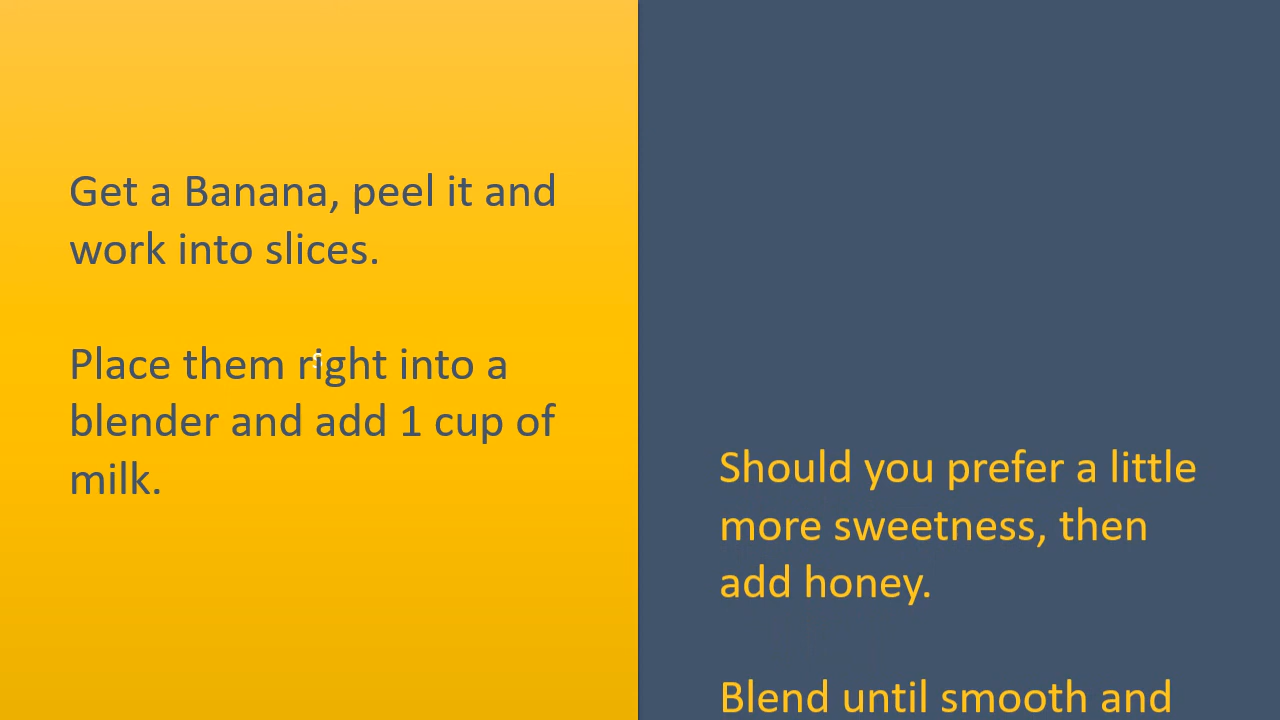 Get a Banana, peel it and
work into slices.
Place them right into a
blender and add 1 cup of
milk.
Should you prefer a little
more sweetness, then
add honey.
Blend until smooth and